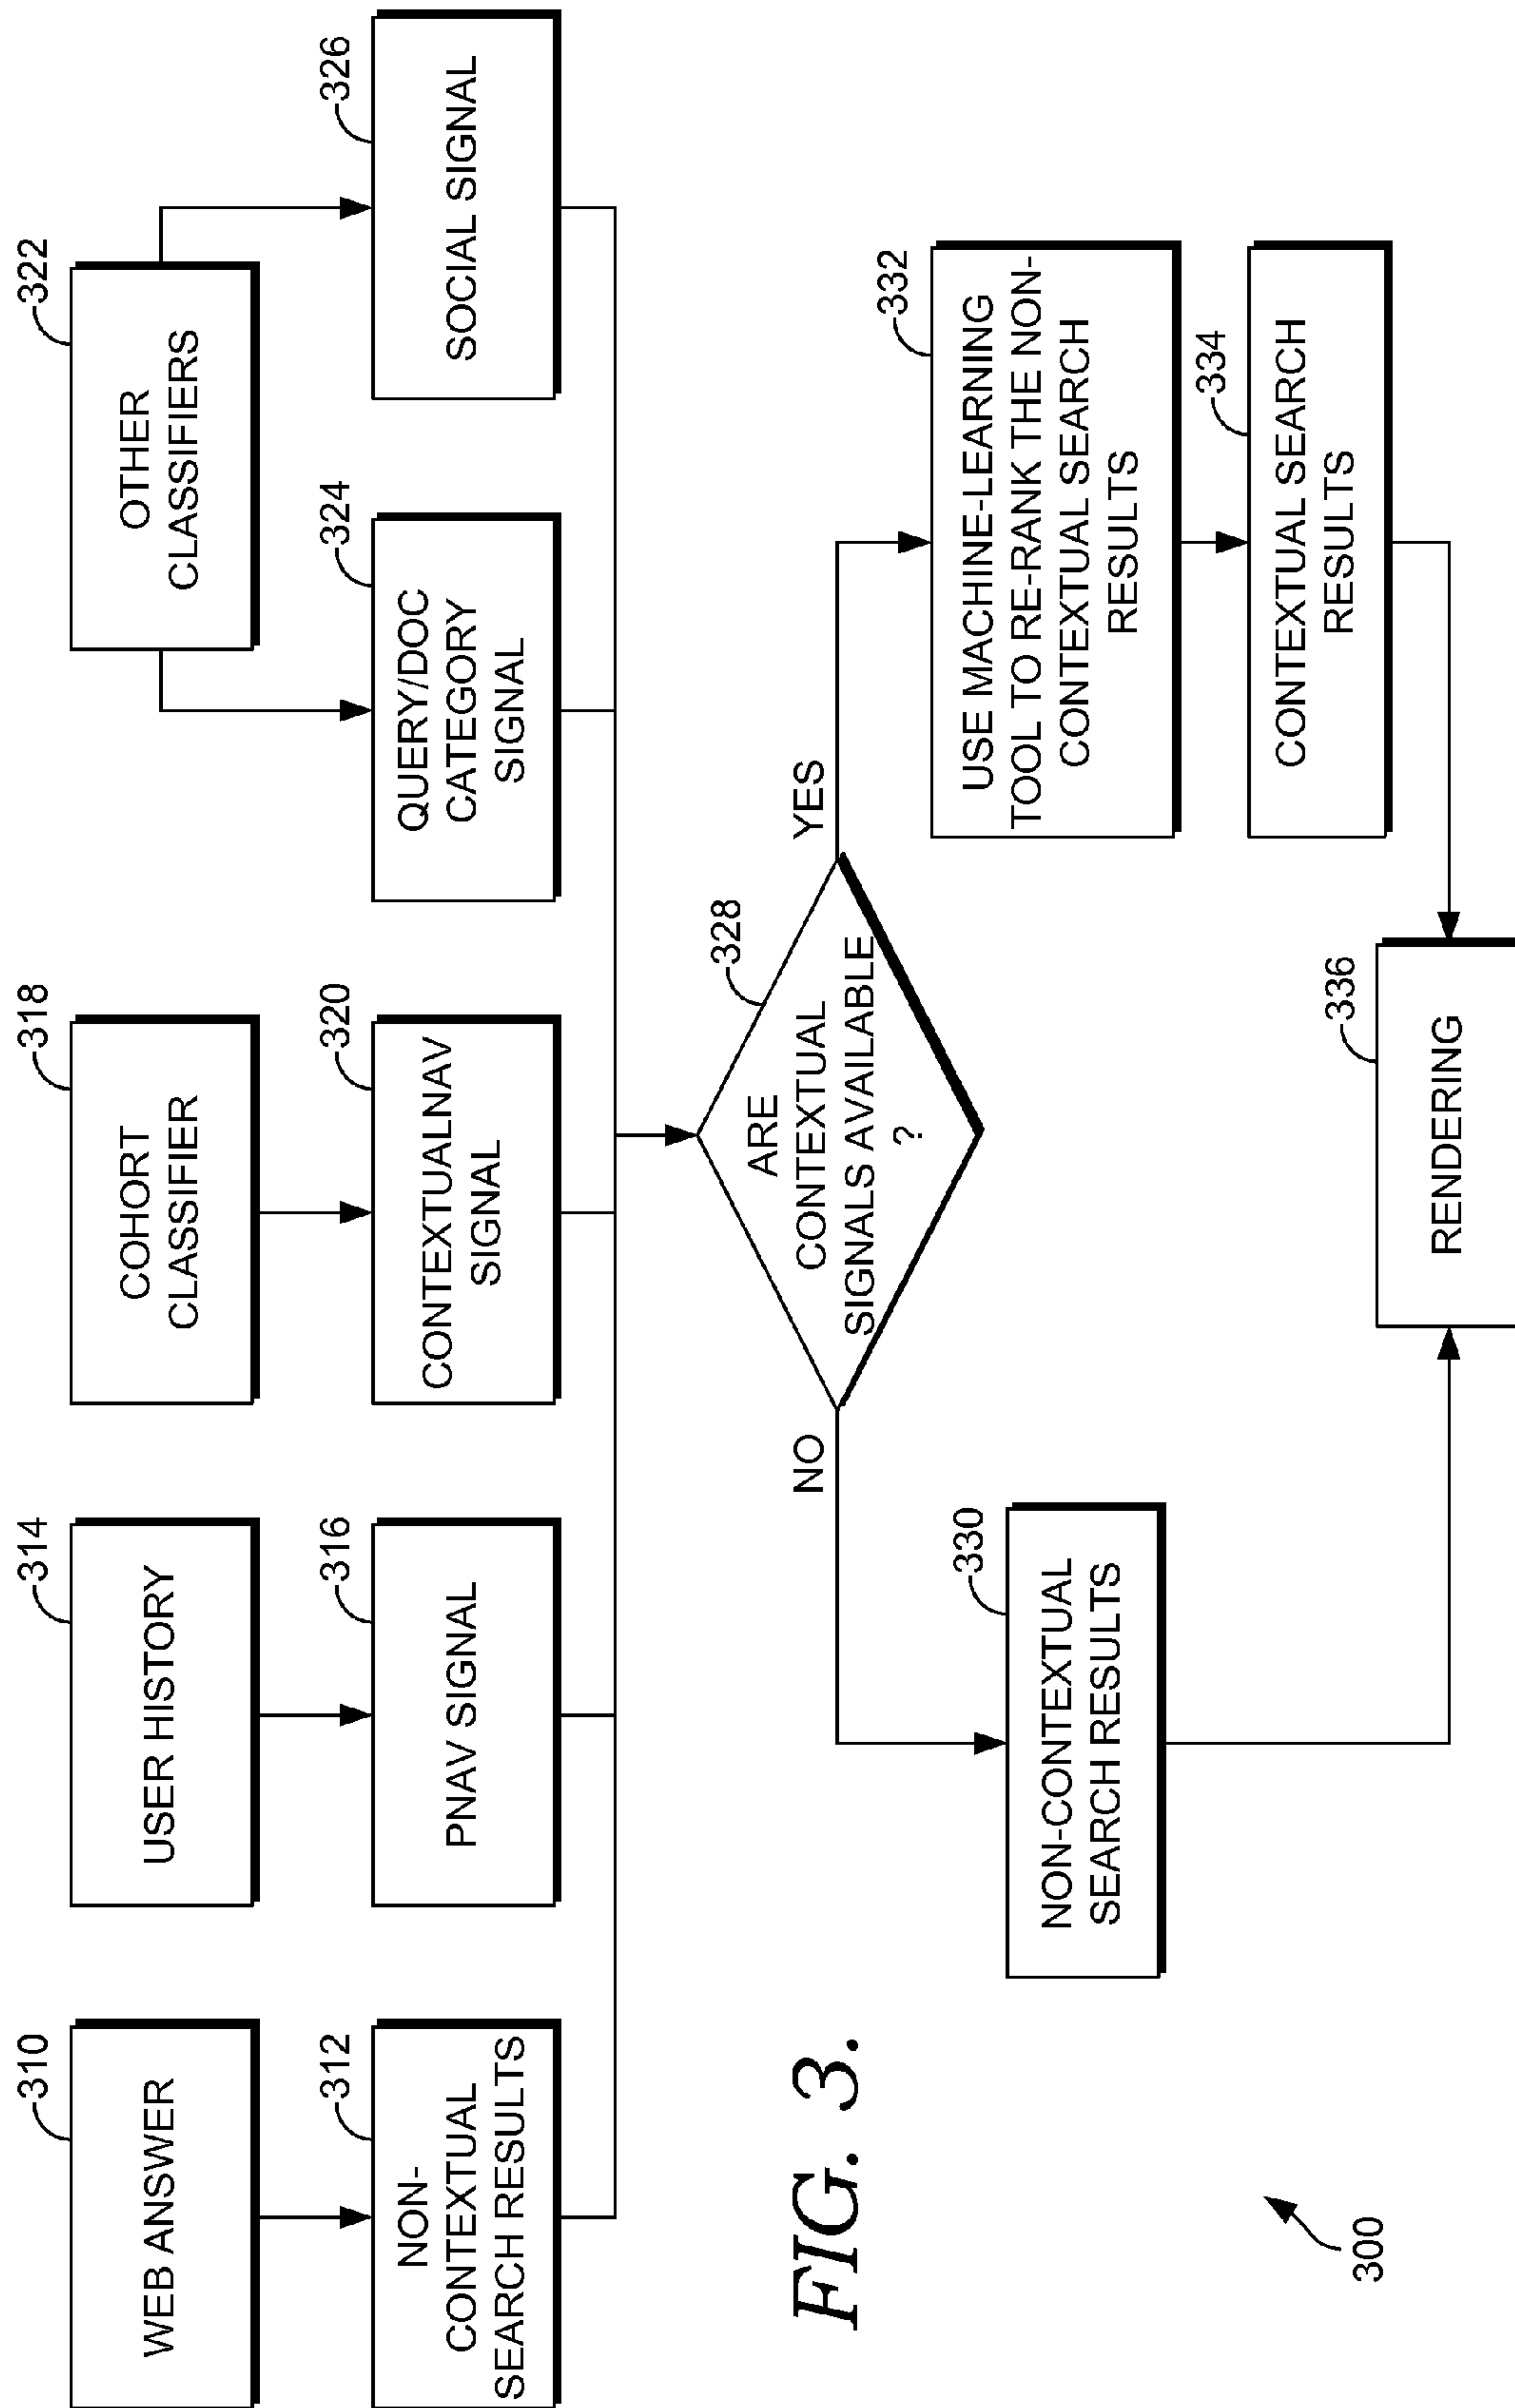 310
WEB ANSWER
314
USER HISTORY
318
COHORT
CLASSIFIER
322
OTHER
CLASSIFIERS
312
NON-
CONTEXTUAL
SEARCH RESULTS
316
PNAV SIGNAL
320
CONTEXTUALNAV
SIGNAL
324
QUERY/DOC
CATEGORY
SIGNAL
326
SOCIAL SIGNAL
328
ARE
CONTEXTUAL
SIGNALS AVAILABLE
?
NO
YES
330
NON-CONTEXTUAL
SEARCH RESULTS
332
USE MACHINE-LEARNING
TOOL TO RE-RANK THE NON-
CONTEXTUAL SEARCH
RESULTS
334
CONTEXTUAL SEARCH
RESULTS
336
RENDERING
FIG. 3.
300